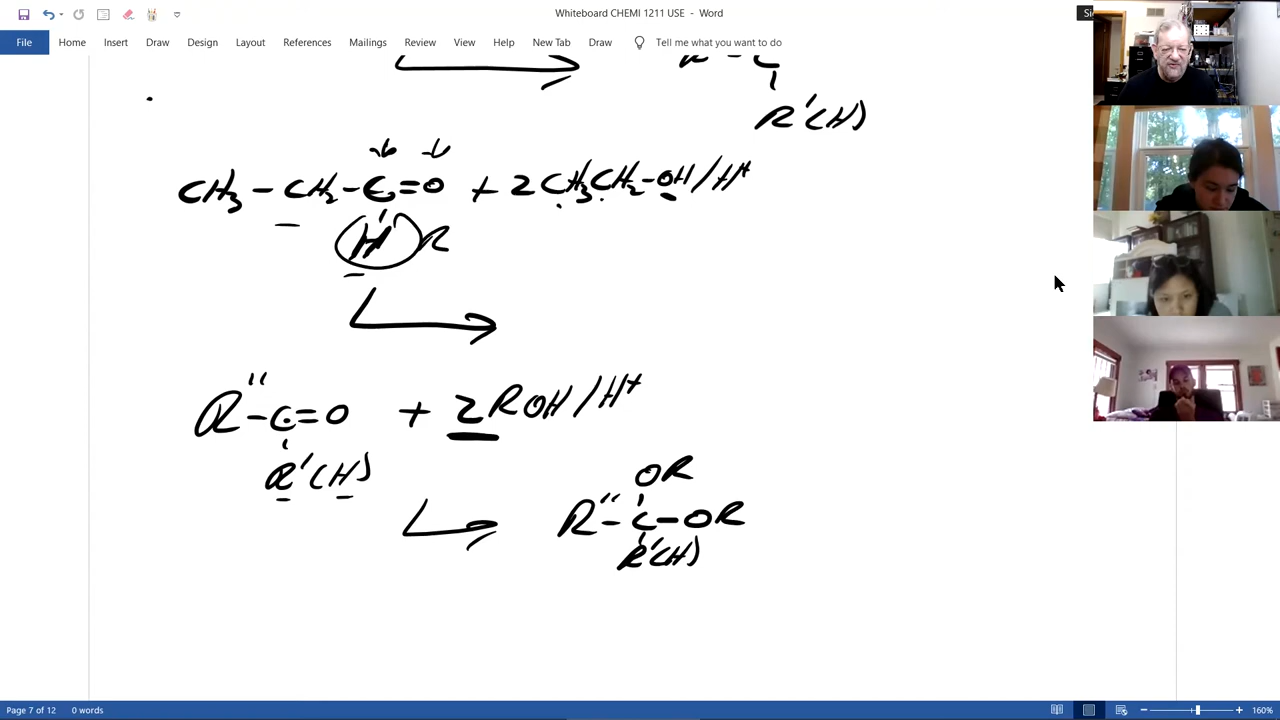 Whiteboard CHEMI 1211 USE - Word
File Home Insert Draw Design Layout References Mailings Review View Help New Tab Draw Tell me what you want to do
R'(H)
CH3-CH2-C=O + 2CH3CH2-OH/H+
H R
R''-C=O + 2ROH/H+
R'(H)
OR
R''-C-OR
R'(H)
Page 7 of 12 0 words 160%